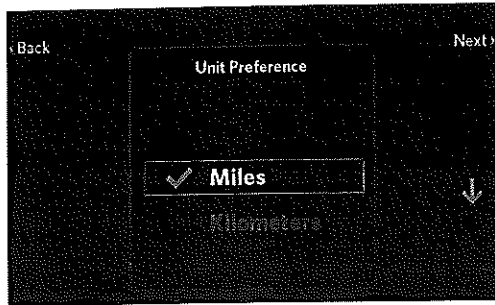 ‹Back
Next›
Unit Preference
Miles
Kilometers